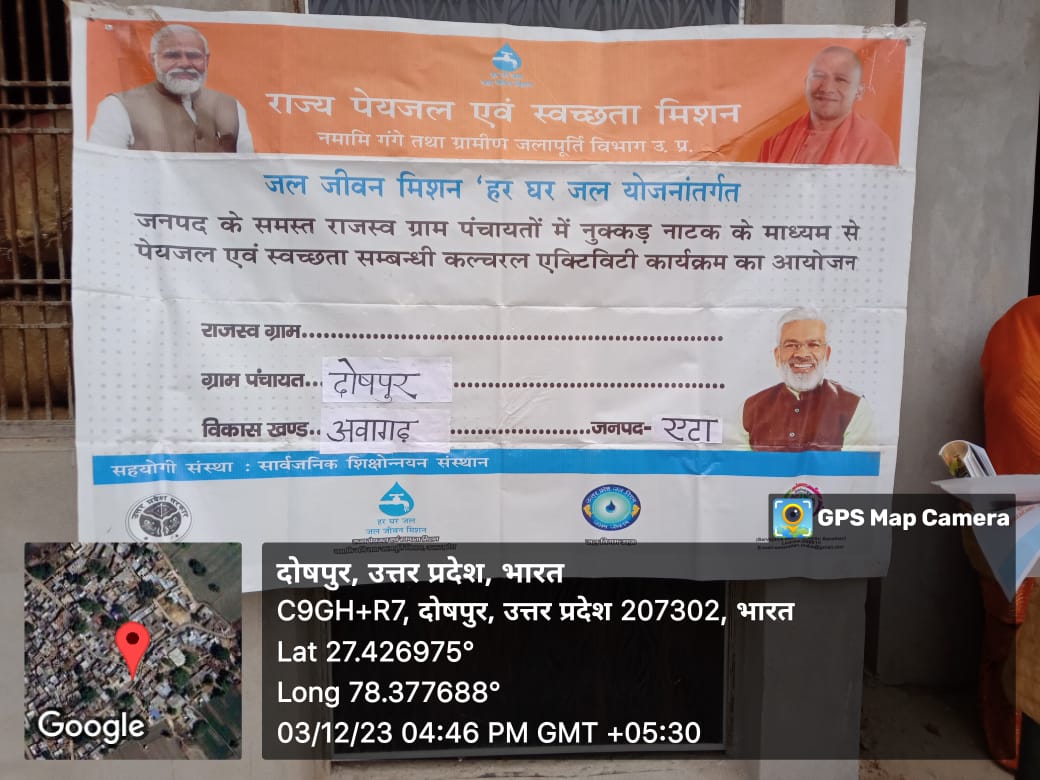 राज्य पेयजल एवं स्वच्छता मिशन
नमामि गंगे तथा ग्रामीण जलापूर्ति विभाग उ. प्र.
जल जीवन मिशन 'हर घर जल योजनांतर्गत
जनपद के समस्त राजस्व ग्राम पंचायतों में नुक्कड़ नाटक के माध्यम से
पेयजल एवं स्वच्छता सम्बन्धी कल्चरल एक्टिविटी कार्यक्रम का आयोजन
राजस्व ग्राम
ग्राम पंचायत... दोषपुर
विकास खण्ड.. अवागढ़ जनपद- एटा
सहयोगी संस्था : सार्वजनिक शिक्षोन्नयन संस्थान
उत्तर प्रदेश सरकार
हर घर जल
जल जीवन मिशन
GPS Map Camera
दोषपुर, उत्तर प्रदेश, भारत
C9GH+R7, दोषपुर, उत्तर प्रदेश 207302, भारत
Lat 27.426975°
Long 78.377688°
03/12/23 04:46 PM GMT +05:30
Google